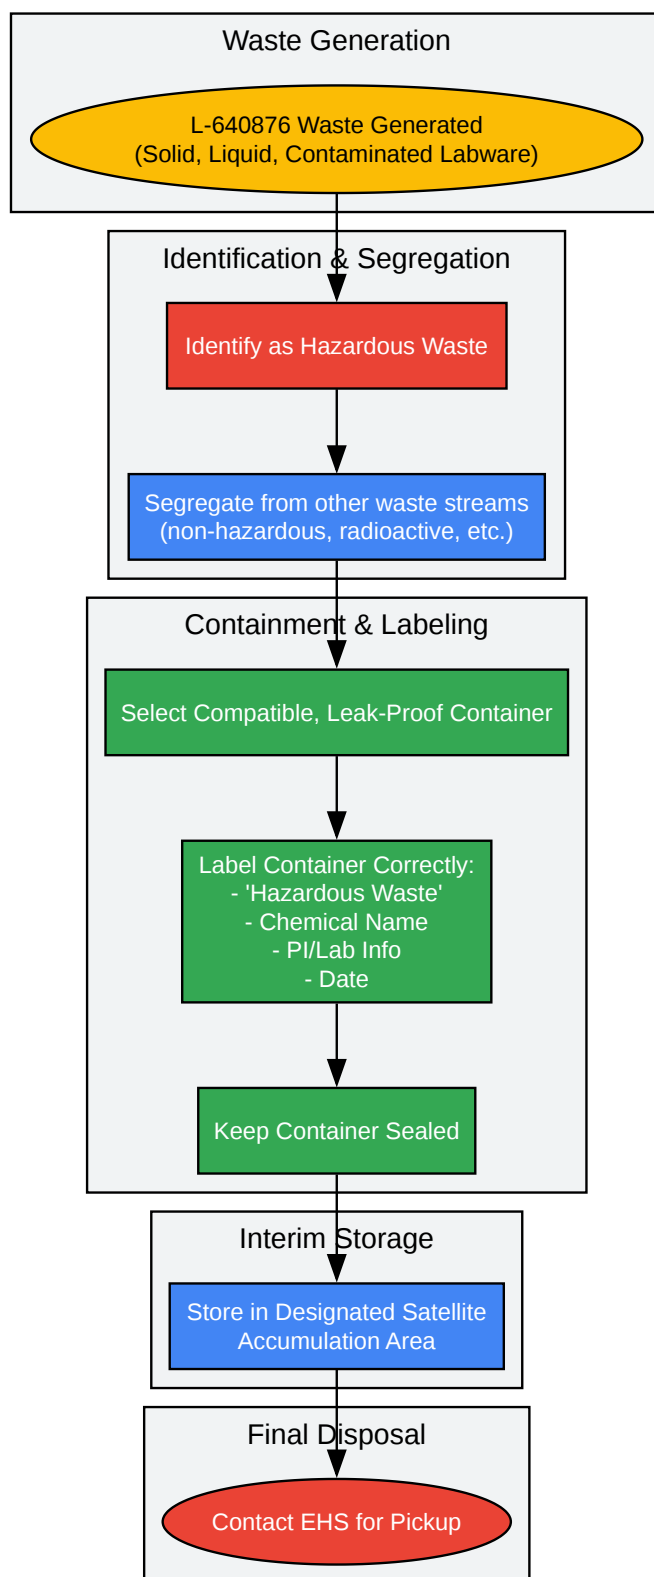 Waste Generation
L-640876 Waste Generated
(Solid, Liquid, Contaminated Labware)
Identification & Segregation
Identify as Hazardous Waste
Segregate from other waste streams
(non-hazardous, radioactive, etc.)
Containment & Labeling
Select Compatible, Leak-Proof Container
Label Container Correctly:
- 'Hazardous Waste'
- Chemical Name
- PI/Lab Info
- Date
Keep Container Sealed
Interim Storage
Store in Designated Satellite
Accumulation Area
Final Disposal
Contact EHS for Pickup